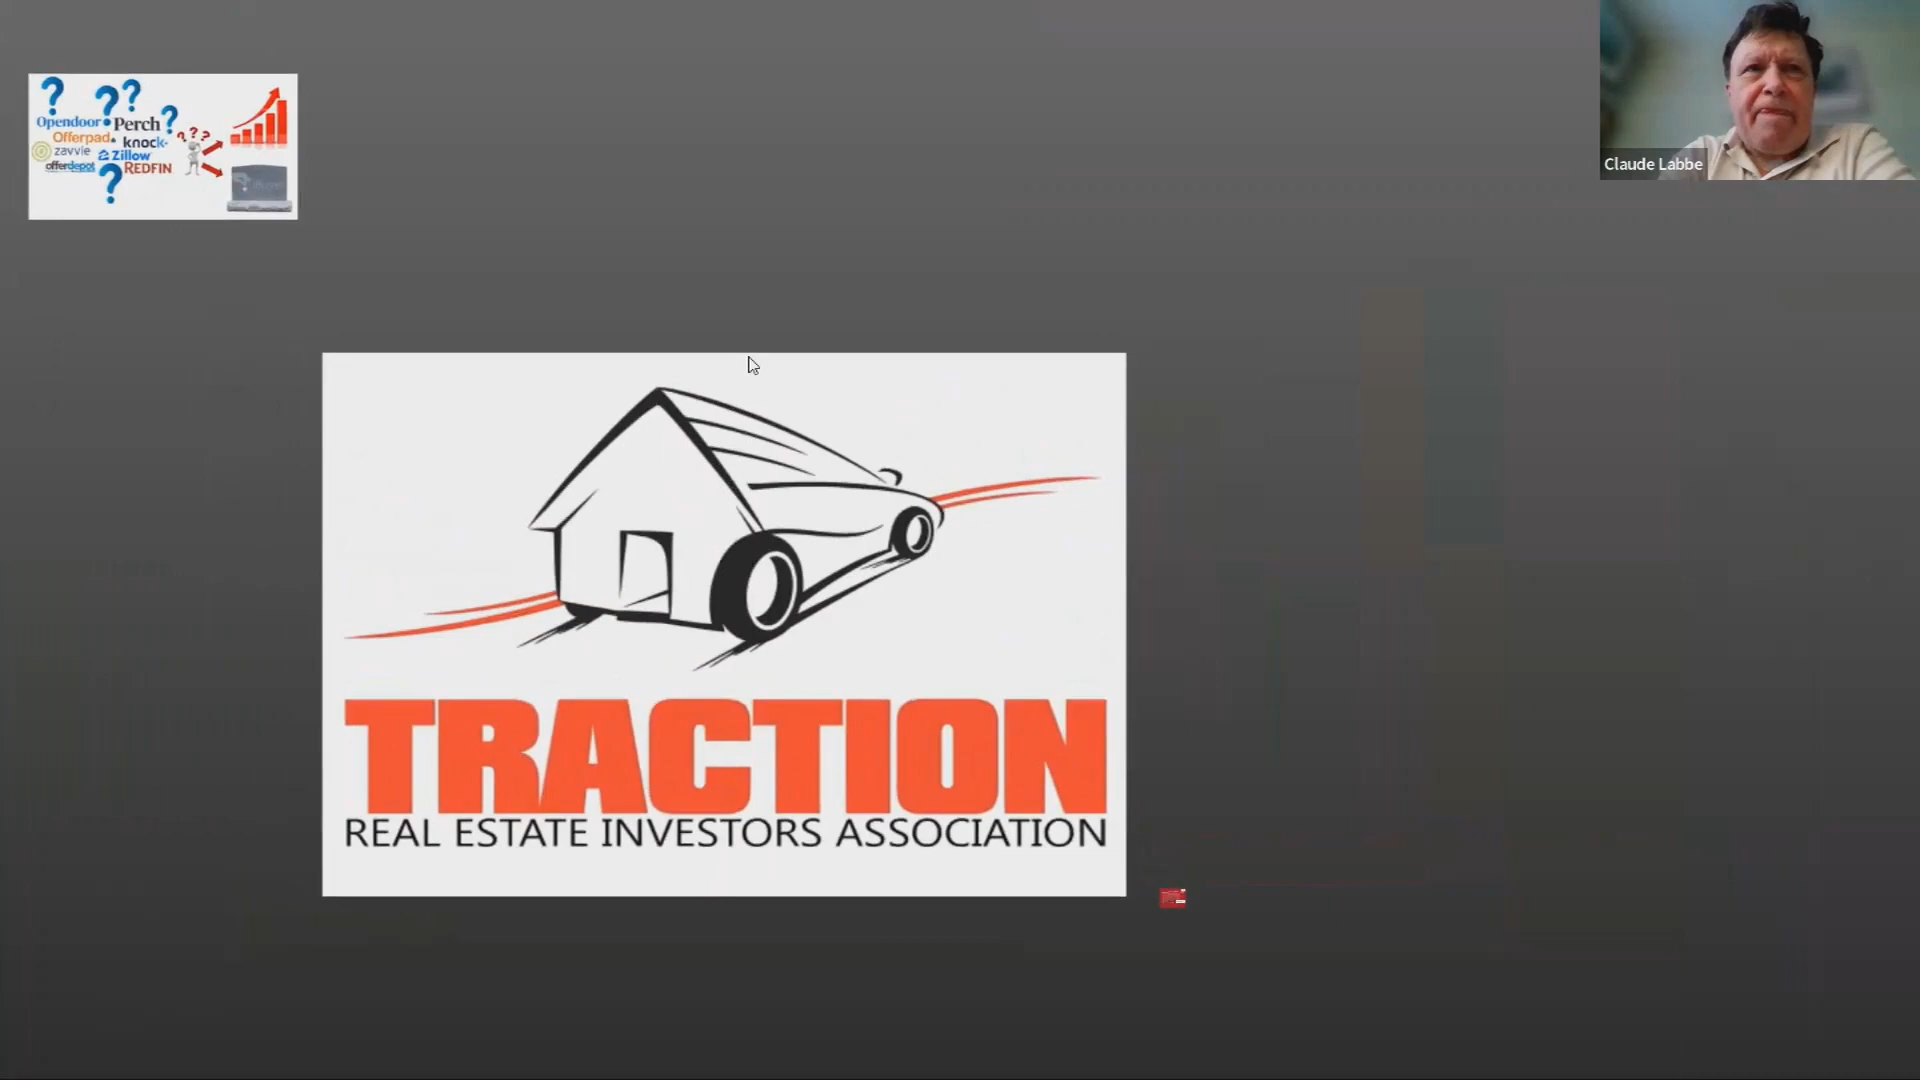 Opendoor
Perch
Offerpad
knock
zavvie
Zillow
offerdepot
REDFIN
Claude Labbe
TRACTION
REAL ESTATE INVESTORS ASSOCIATION